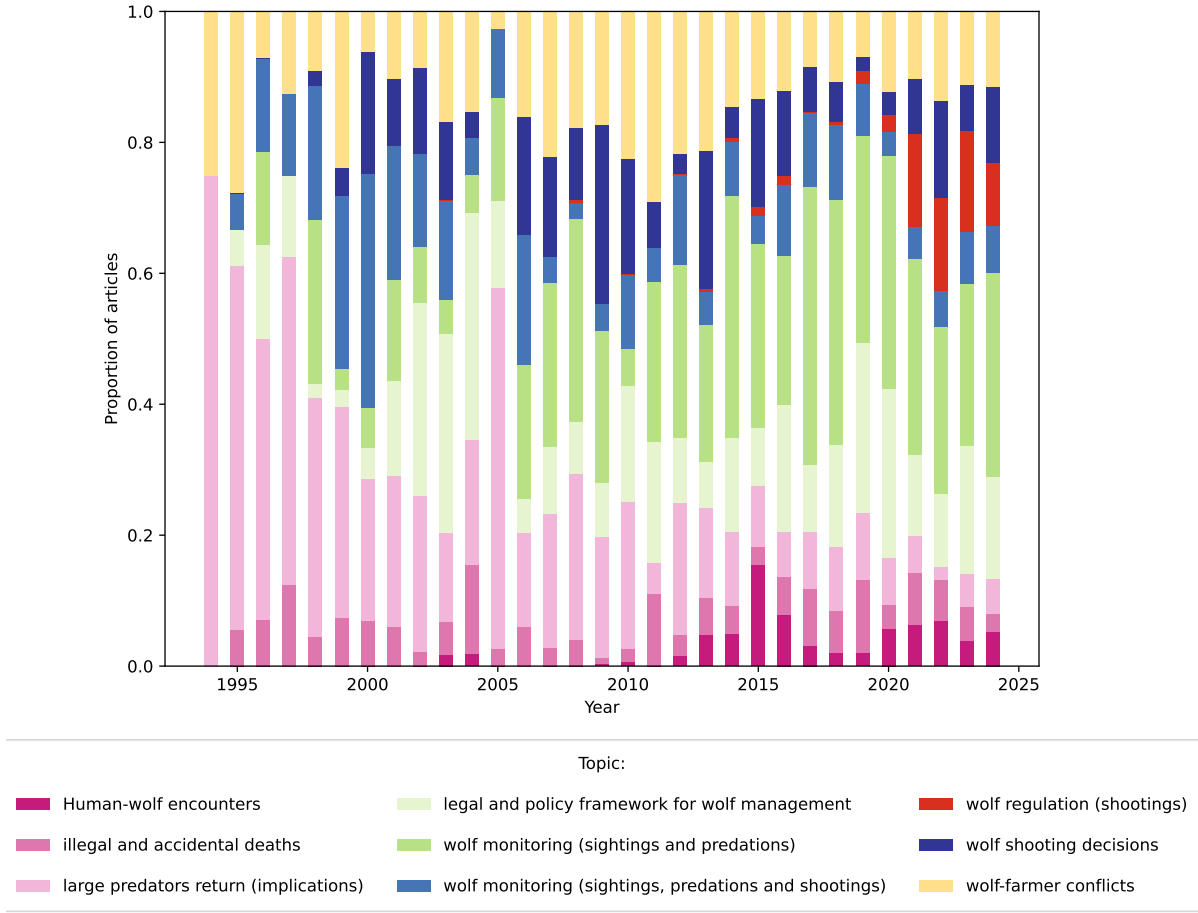 1.0
0.8
0.6
0.4
0.2
0.0
Proportion of articles
1995 2000 2005 2010 2015 2020 2025
Year
Topic:
Human-wolf encounters
illegal and accidental deaths
large predators return (implications)
legal and policy framework for wolf management
wolf monitoring (sightings and predations)
wolf monitoring (sightings, predations and shootings)
wolf regulation (shootings)
wolf shooting decisions
wolf-farmer conflicts